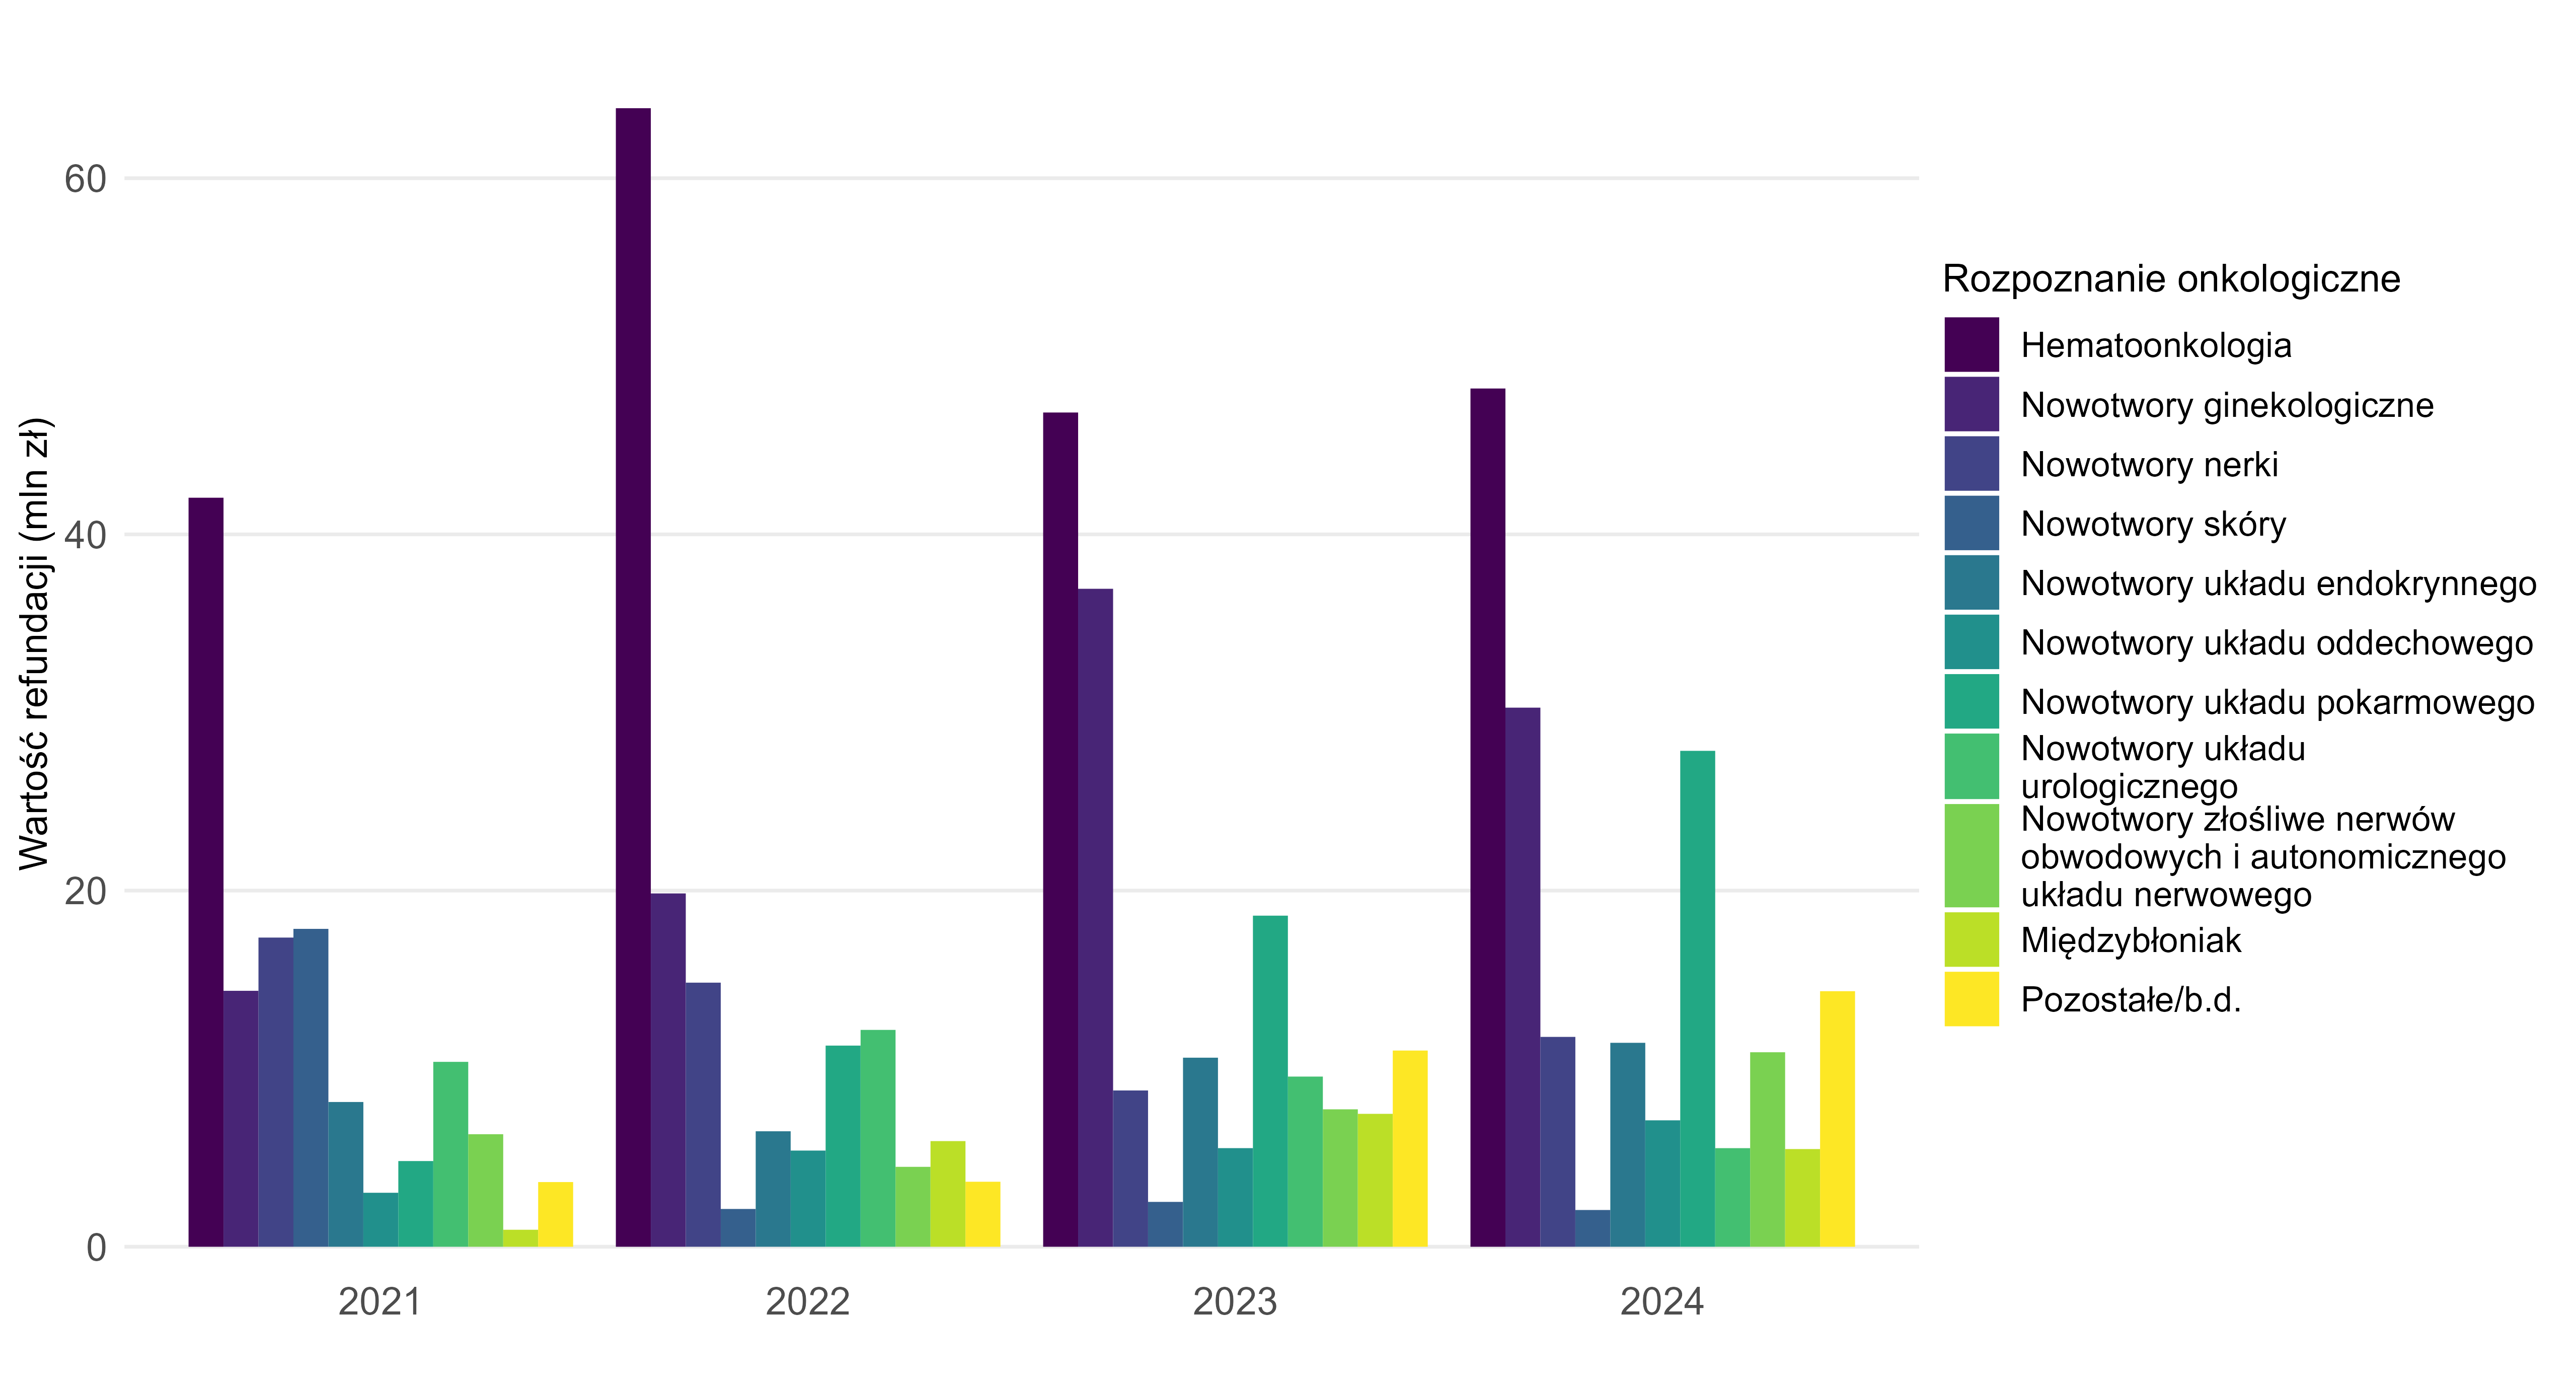 Wartość refundacji (mln zł)
60
40
20
0
2021
2022
2023
2024
Rozpoznanie onkologiczne
Hematoonkologia
Nowotwory ginekologiczne
Nowotwory nerki
Nowotwory skóry
Nowotwory układu endokrynnego
Nowotwory układu oddechowego
Nowotwory układu pokarmowego
Nowotwory układu
urologicznego
Nowotwory złośliwe nerwów
obwodowych i autonomicznego
układu nerwowego
Międzybłoniak
Pozostałe/b.d.